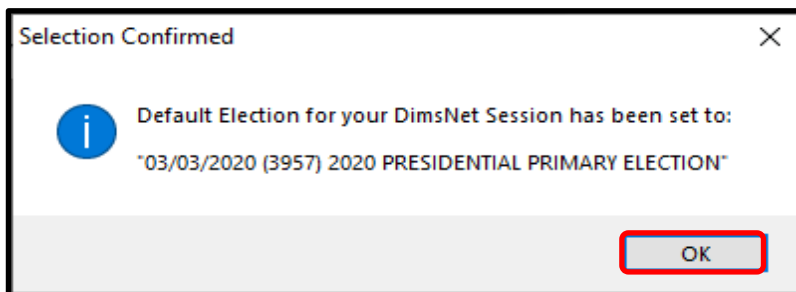 Selection Confirmed
Default Election for your DimsNet Session has been set to:
"03/03/2020 (3957) 2020 PRESIDENTIAL PRIMARY ELECTION"
OK